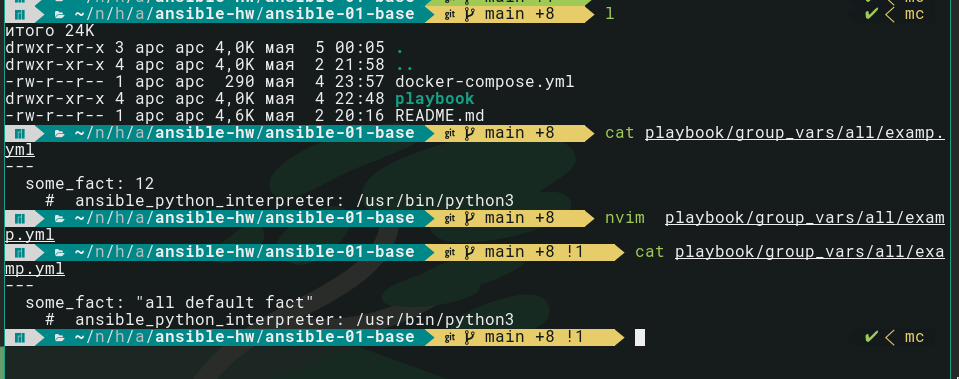 ~/n/h/a/ansible-hw/ansible-01-base git main +8 l ✔ < mc
итого 24K
drwxr-xr-x 3 apc apc 4,0K мая  5 00:05 .
drwxr-xr-x 4 apc apc 4,0K мая  2 21:58 ..
-rw-r--r-- 1 apc apc  290 мая  4 23:57 docker-compose.yml
drwxr-xr-x 4 apc apc 4,0K мая  4 22:48 playbook
-rw-r--r-- 1 apc apc 4,6K мая  2 20:16 README.md
~/n/h/a/ansible-hw/ansible-01-base git main +8 cat playbook/group_vars/all/examp.
yml
---
  some_fact: 12
    #  ansible_python_interpreter: /usr/bin/python3
~/n/h/a/ansible-hw/ansible-01-base git main +8 nvim  playbook/group_vars/all/exam
p.yml
~/n/h/a/ansible-hw/ansible-01-base git main +8 !1 cat playbook/group_vars/all/exa
mp.yml
---
  some_fact: "all default fact"
    #  ansible_python_interpreter: /usr/bin/python3
~/n/h/a/ansible-hw/ansible-01-base git main +8 !1 ✔ < mc